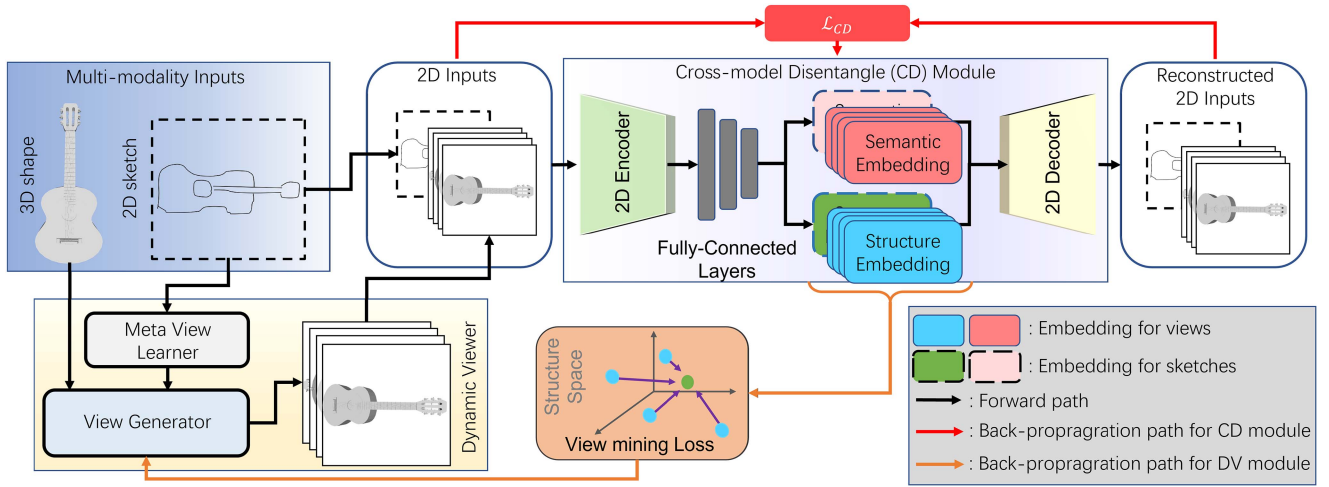 ℒ_CD
Multi-modality Inputs
3D shape
2D sketch
2D Inputs
Cross-model Disentangle (CD) Module
2D Encoder
Fully-Connected
Layers
Semantic
Embedding
Structure
Embedding
2D Decoder
Reconstructed
2D Inputs
Meta View
Learner
View Generator
Dynamic Viewer
Structure
Space
View mining Loss
: Embedding for views
: Embedding for sketches
: Forward path
: Back-propragration path for CD module
: Back-propragration path for DV module